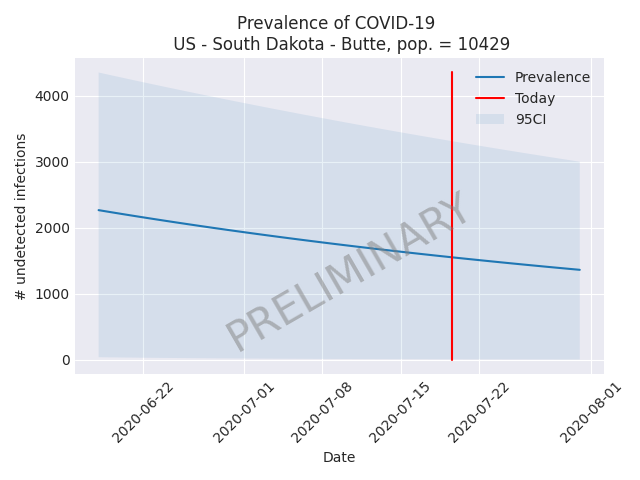 Prevalence of COVID-19
US - South Dakota - Butte, pop. = 10429
Prevalence
Today
95CI
# undetected infections
4000
3000
2000
1000
0
PRELIMINARY
2020-06-22
2020-07-01
2020-07-08
2020-07-15
2020-07-22
2020-08-01
Date